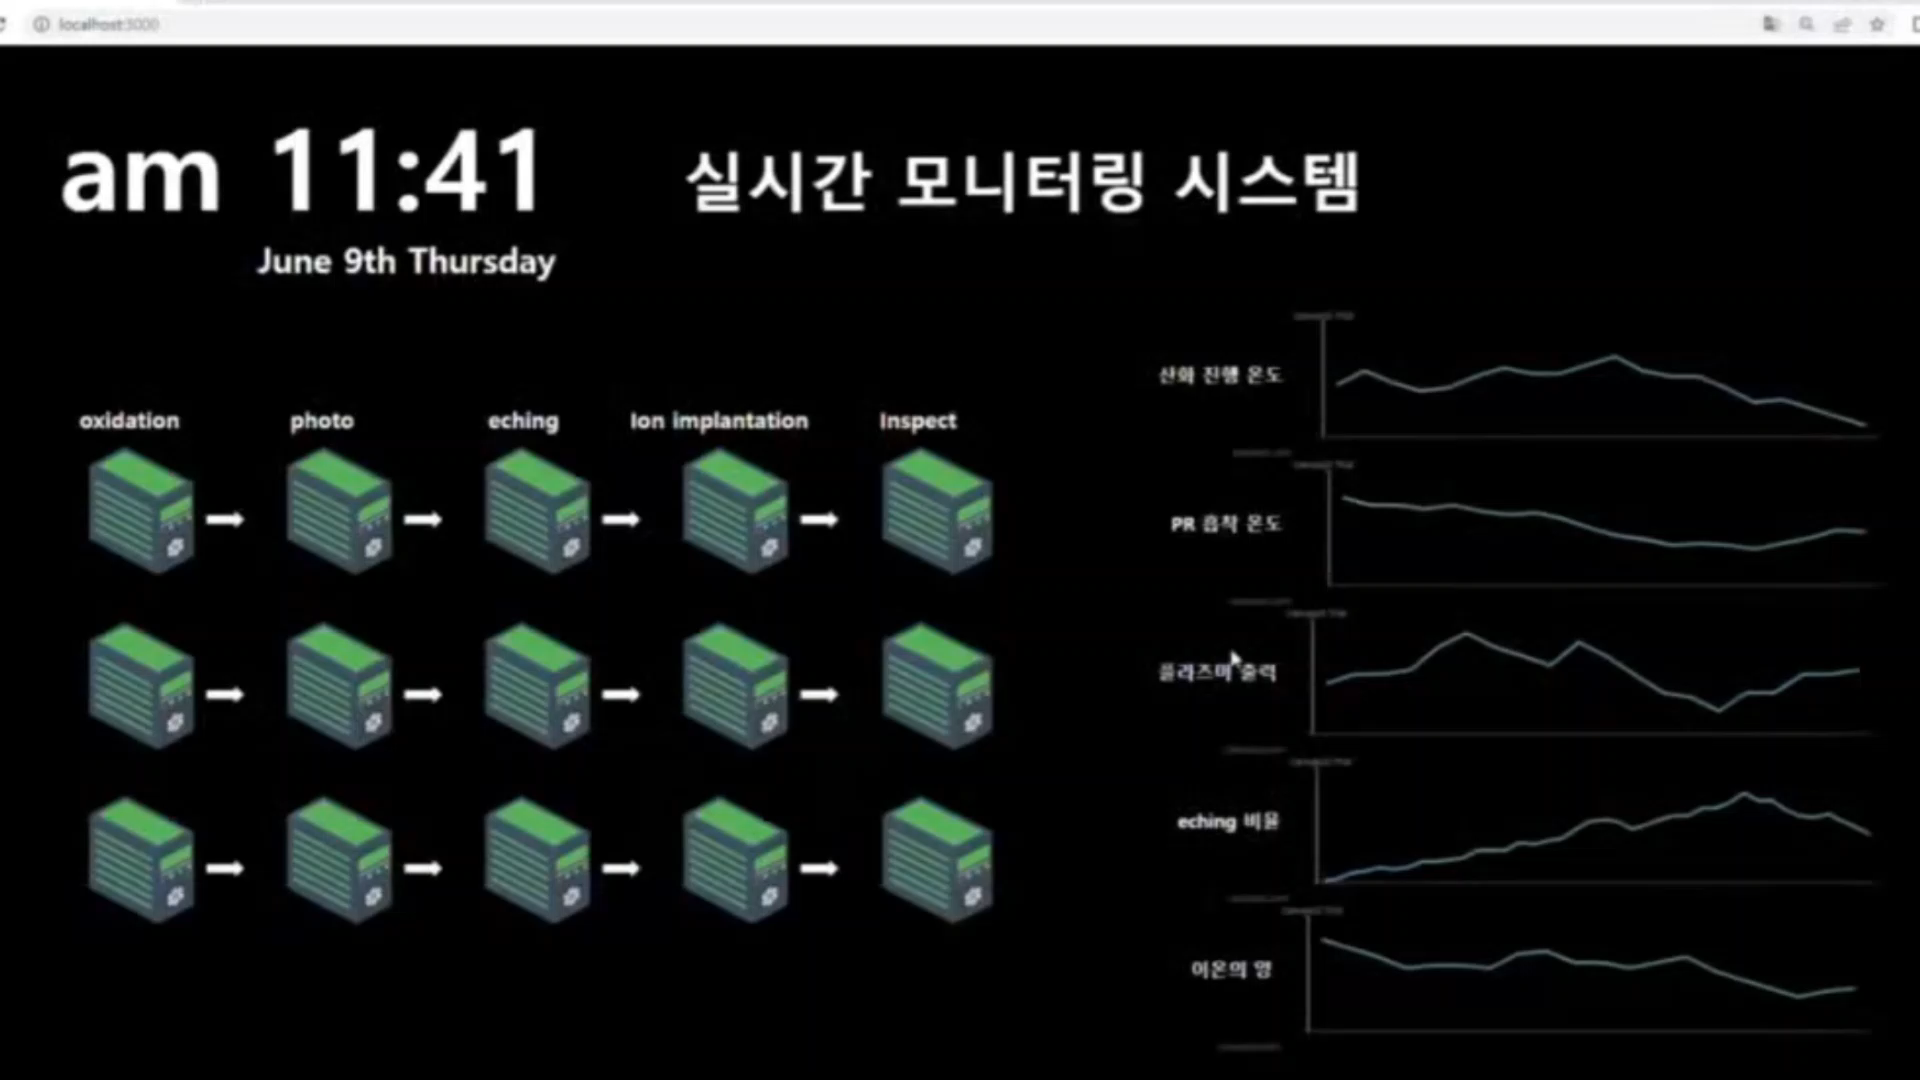 localhost:3000
am 11:41
실시간 모니터링 시스템
June 9th Thursday
oxidation
photo
eching
Ion implantation
Inspect
산화 진행 온도
PR 흡착 온도
플라즈마 출력
eching 비율
이온의 양